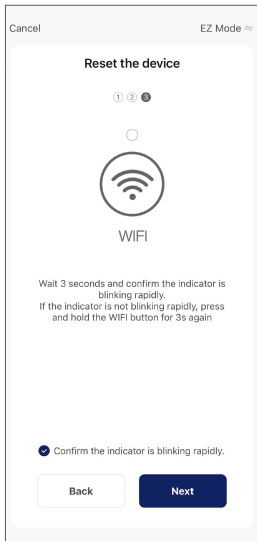 Cancel EZ Mode ⇋
Reset the device
① ② ❸
WIFI
Wait 3 seconds and confirm the indicator is
blinking rapidly.
If the indicator is not blinking rapidly, press
and hold the WIFI button for 3s again
Confirm the indicator is blinking rapidly.
Back Next